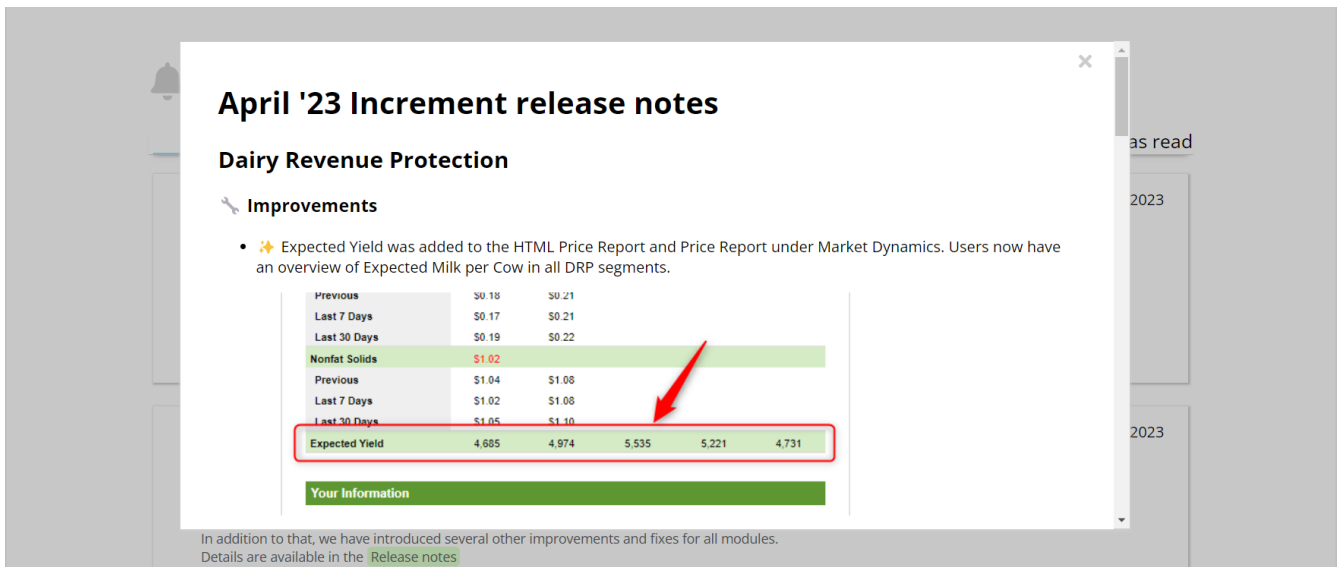 April '23 Increment release notes
as read
Dairy Revenue Protection
2023
Improvements
Expected Yield was added to the HTML Price Report and Price Report under Market Dynamics. Users now have
an overview of Expected Milk per Cow in all DRP segments.
Previous $0.18 $0.21
Last 7 Days $0.17 $0.21
Last 30 Days $0.19 $0.22
Nonfat Solids $1.02
Previous $1.04 $1.08
Last 7 Days $1.02 $1.08
Last 30 Days $1.05 $1.10
2023
Expected Yield 4,685 4,974 5,535 5,221 4,731
Your Information
In addition to that, we have introduced several other improvements and fixes for all modules.
Details are available in the Release notes